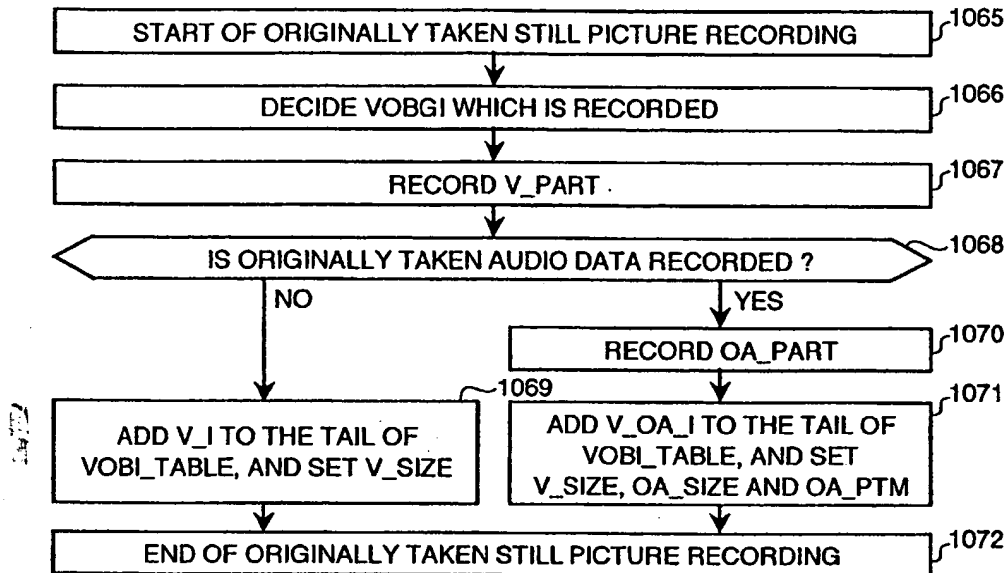 START OF ORIGINALLY TAKEN STILL PICTURE RECORDING
1065
DECIDE VOBGI WHICH IS RECORDED
1066
RECORD V_PART
1067
IS ORIGINALLY TAKEN AUDIO DATA RECORDED ?
1068
NO
YES
RECORD OA_PART
1070
1069
ADD V_I TO THE TAIL OF
VOBI_TABLE, AND SET V_SIZE
1071
ADD V_OA_I TO THE TAIL OF
VOBI_TABLE, AND SET
V_SIZE, OA_SIZE AND OA_PTM
END OF ORIGINALLY TAKEN STILL PICTURE RECORDING
1072